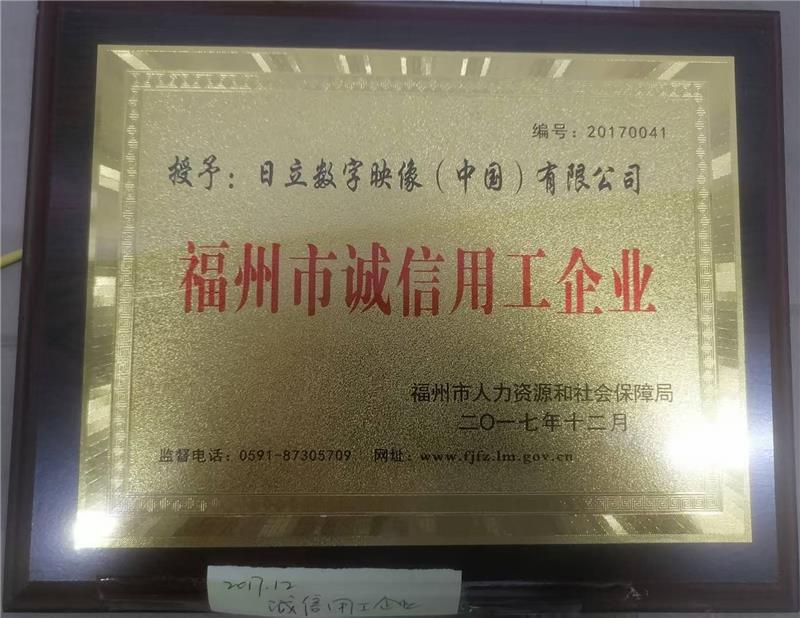 编号：20170041
授予：日立数字映像（中国）有限公司
福州市诚信用工企业
福州市人力资源和社会保障局
二〇一七年十二月
监督电话：0591-87305709 网址：www.fjfz.lm.gov.cn
2017.12
诚信用工企业